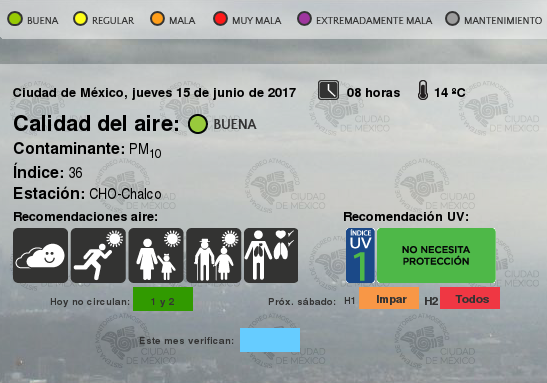 BUENA REGULAR MALA MUY MALA EXTREMADAMENTE MALA MANTENIMIENTO
Ciudad de México, jueves 15 de junio de 2017 08 horas 14 ºC
Calidad del aire: BUENA
Contaminante: PM10
Índice: 36
Estación: CHO-Chalco
Recomendaciones aire: Recomendación UV:
ÍNDICE
UV
1
NO NECESITA
PROTECCIÓN
Hoy no circulan: 1 y 2 Próx. sábado: H1 Impar H2 Todos
Este mes verifican:
CIUDAD
DE MÉXICO